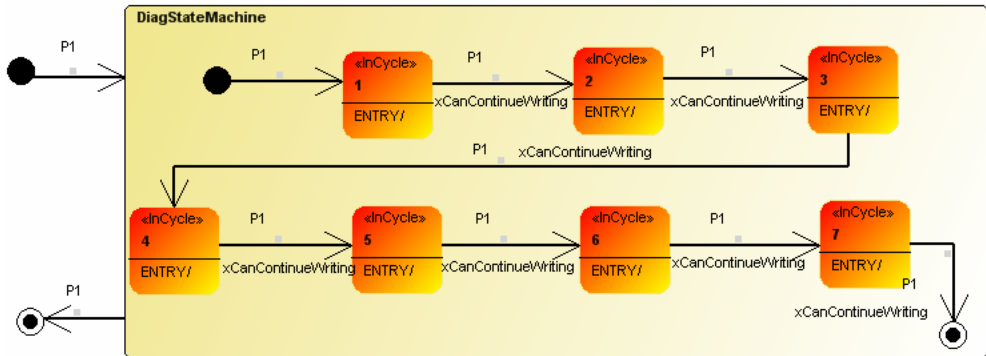 DiagStateMachine
P1
P1
«InCycle»
1
ENTRY/
P1
xCanContinueWriting
«InCycle»
2
ENTRY/
P1
xCanContinueWriting
«InCycle»
3
ENTRY/
P1
xCanContinueWriting
«InCycle»
4
ENTRY/
P1
xCanContinueWriting
«InCycle»
5
ENTRY/
P1
xCanContinueWriting
«InCycle»
6
ENTRY/
P1
xCanContinueWriting
«InCycle»
7
ENTRY/
P1
xCanContinueWriting
P1